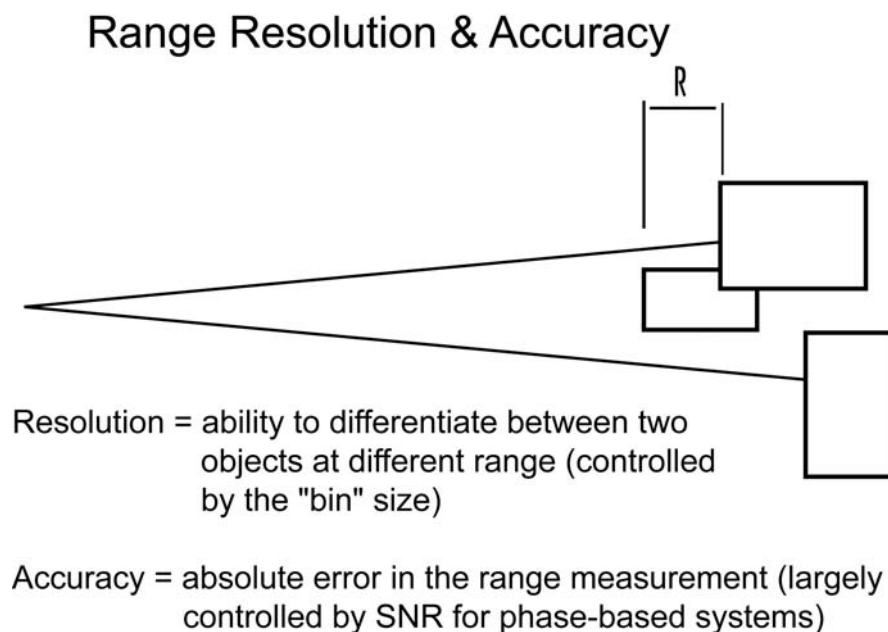 Range Resolution & Accuracy
R
Resolution = ability to differentiate between two
objects at different range (controlled
by the "bin" size)
Accuracy = absolute error in the range measurement (largely
controlled by SNR for phase-based systems)